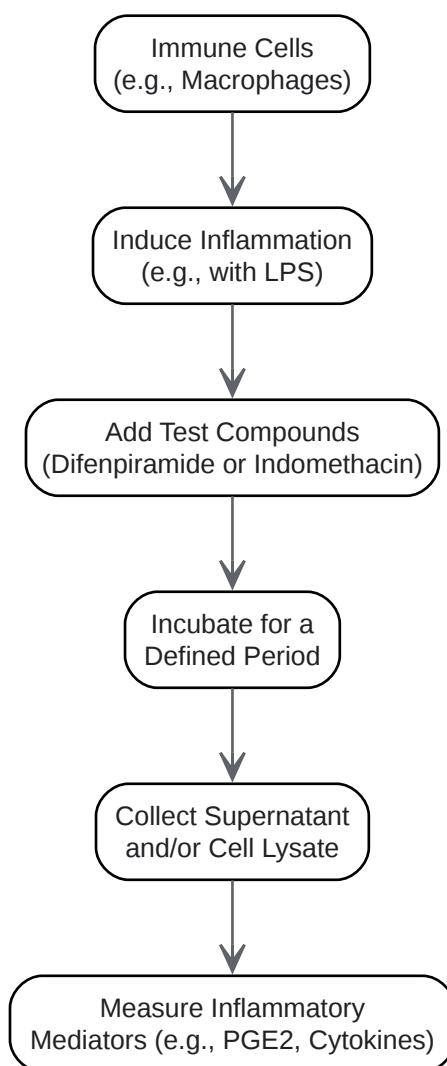 Immune Cells
(e.g., Macrophages)
Induce Inflammation
(e.g., with LPS)
Add Test Compounds
(Difenpiramide or Indomethacin)
Incubate for a
Defined Period
Collect Supernatant
and/or Cell Lysate
Measure Inflammatory
Mediators (e.g., PGE2, Cytokines)